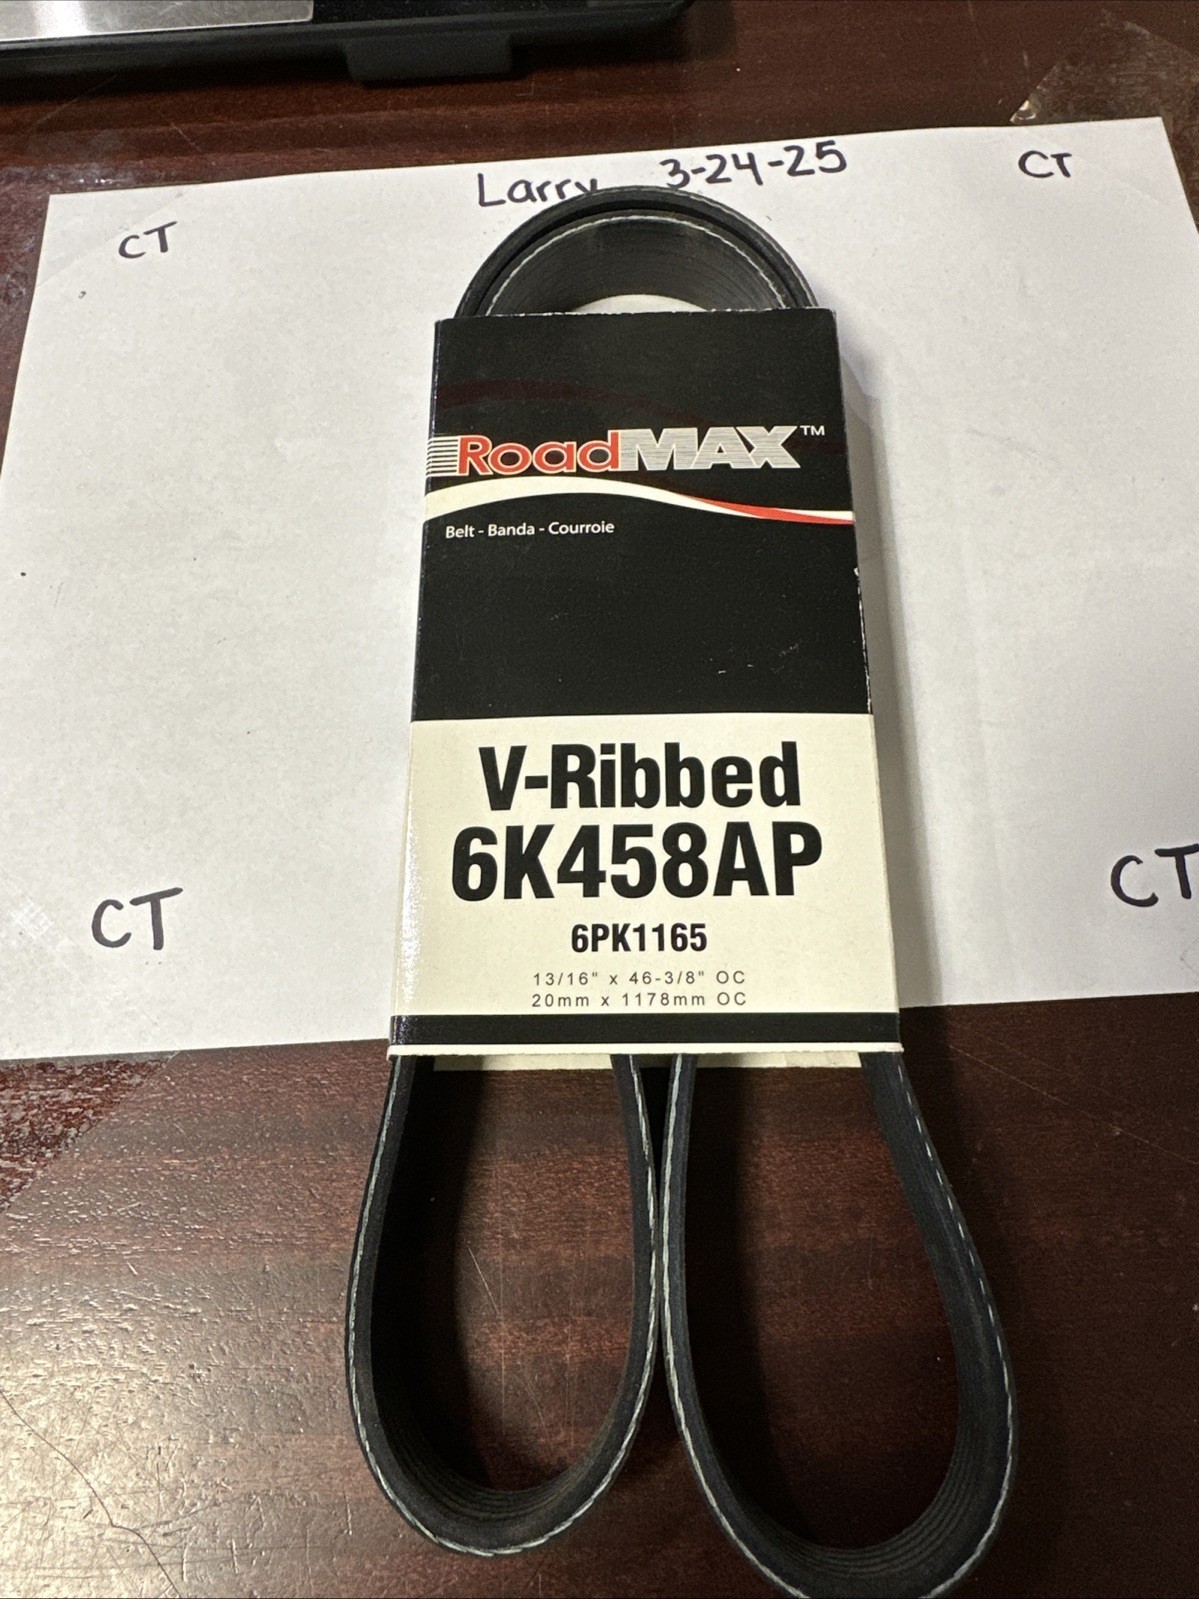 Larry 3-24-25
CT
CT
RoadMAX™
Belt - Banda - Courroie
V-Ribbed
6K458AP
6PK1165
13/16" x 46-3/8" OC
20mm x 1178mm OC
CT
CT